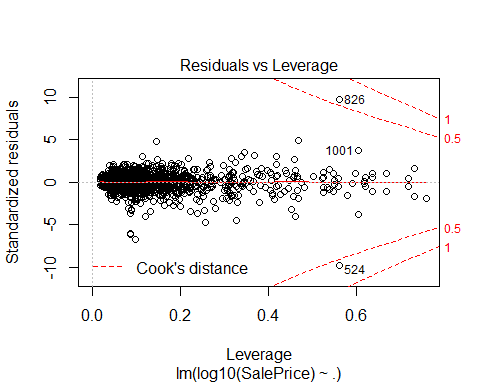 Residuals vs Leverage
Standardized residuals
10
5
0
-5
-10
826
1001
524
1
0.5
0.5
1
Cook's distance
0.0 0.2 0.4 0.6
Leverage
lm(log10(SalePrice) ~ .)